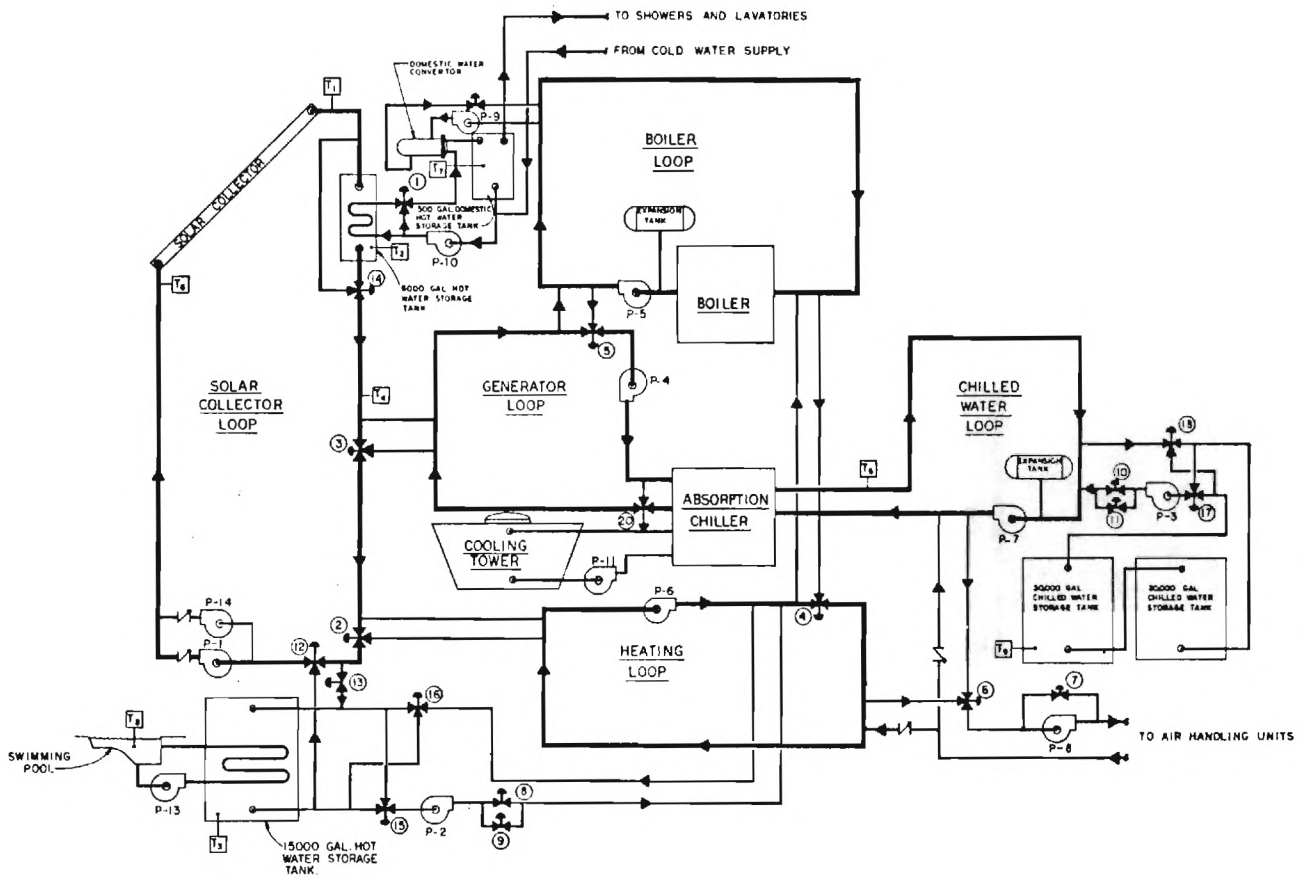 TO SHOWERS AND LAVATORIES
FROM COLD WATER SUPPLY
DOMESTIC WATER
CONVERTOR
T1
P-9
BOILER
LOOP
T7
SOLAR COLLECTOR
1
500 GAL. DOMESTIC
HOT WATER
STORAGE TANK
EXPANSION
TANK
T2
P-10
14
6000 GAL. HOT
WATER STORAGE
TANK
P-5
BOILER
5
P-4
SOLAR
COLLECTOR
LOOP
T4
GENERATOR
LOOP
CHILLED
WATER
LOOP
3
18
EXPANSION
TANK
10
11
P-3
17
ABSORPTION
CHILLER
20
P-7
COOLING
TOWER
P-11
30,000 GAL
CHILLED WATER
STORAGE TANK
30,000 GAL
CHILLED WATER
STORAGE TANK
P-6
P-14
P-1
12
2
4
HEATING
LOOP
T9
13
16
6
7
P-8
TO AIR HANDLING UNITS
SWIMMING
POOL
P-13
15
P-2
8
9
T3
15000 GAL. HOT
WATER STORAGE
TANK.